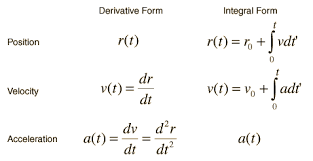 Derivative Form Integral Form
Position r(t) r(t) = r₀ + ∫₀ᵗ vdt'
Velocity v(t) = dr/dt v(t) = v₀ + ∫₀ᵗ adt'
Acceleration a(t) = dv/dt = d²r/dt² a(t)